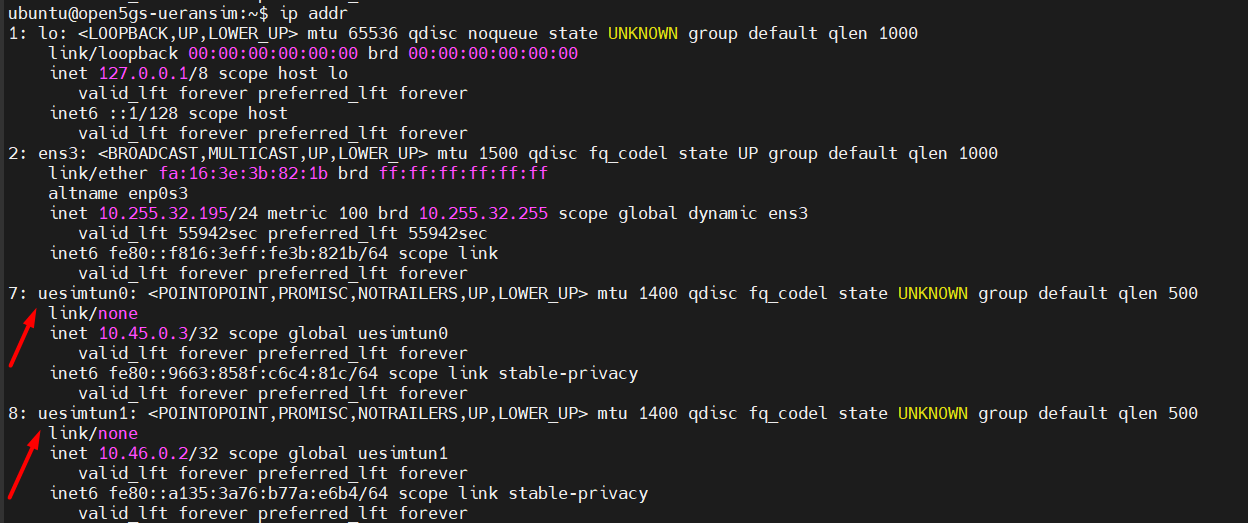 ubuntu@open5gs-ueransim:~$ ip addr
1: lo: <LOOPBACK,UP,LOWER_UP> mtu 65536 qdisc noqueue state UNKNOWN group default qlen 1000
link/loopback 00:00:00:00:00:00 brd 00:00:00:00:00:00
inet 127.0.0.1/8 scope host lo
valid_lft forever preferred_lft forever
inet6 ::1/128 scope host
valid_lft forever preferred_lft forever
2: ens3: <BROADCAST,MULTICAST,UP,LOWER_UP> mtu 1500 qdisc fq_codel state UP group default qlen 1000
link/ether fa:16:3e:3b:82:1b brd ff:ff:ff:ff:ff:ff
altname enp0s3
inet 10.255.32.195/24 metric 100 brd 10.255.32.255 scope global dynamic ens3
valid_lft 55942sec preferred_lft 55942sec
inet6 fe80::f816:3eff:fe3b:821b/64 scope link
valid_lft forever preferred_lft forever
7: uesimtun0: <POINTOPOINT,PROMISC,NOTRAILERS,UP,LOWER_UP> mtu 1400 qdisc fq_codel state UNKNOWN group default qlen 500
link/none
inet 10.45.0.3/32 scope global uesimtun0
valid_lft forever preferred_lft forever
inet6 fe80::9663:858f:c6c4:81c/64 scope link stable-privacy
valid_lft forever preferred_lft forever
8: uesimtun1: <POINTOPOINT,PROMISC,NOTRAILERS,UP,LOWER_UP> mtu 1400 qdisc fq_codel state UNKNOWN group default qlen 500
link/none
inet 10.46.0.2/32 scope global uesimtun1
valid_lft forever preferred_lft forever
inet6 fe80::a135:3a76:b77a:e6b4/64 scope link stable-privacy
valid_lft forever preferred_lft forever